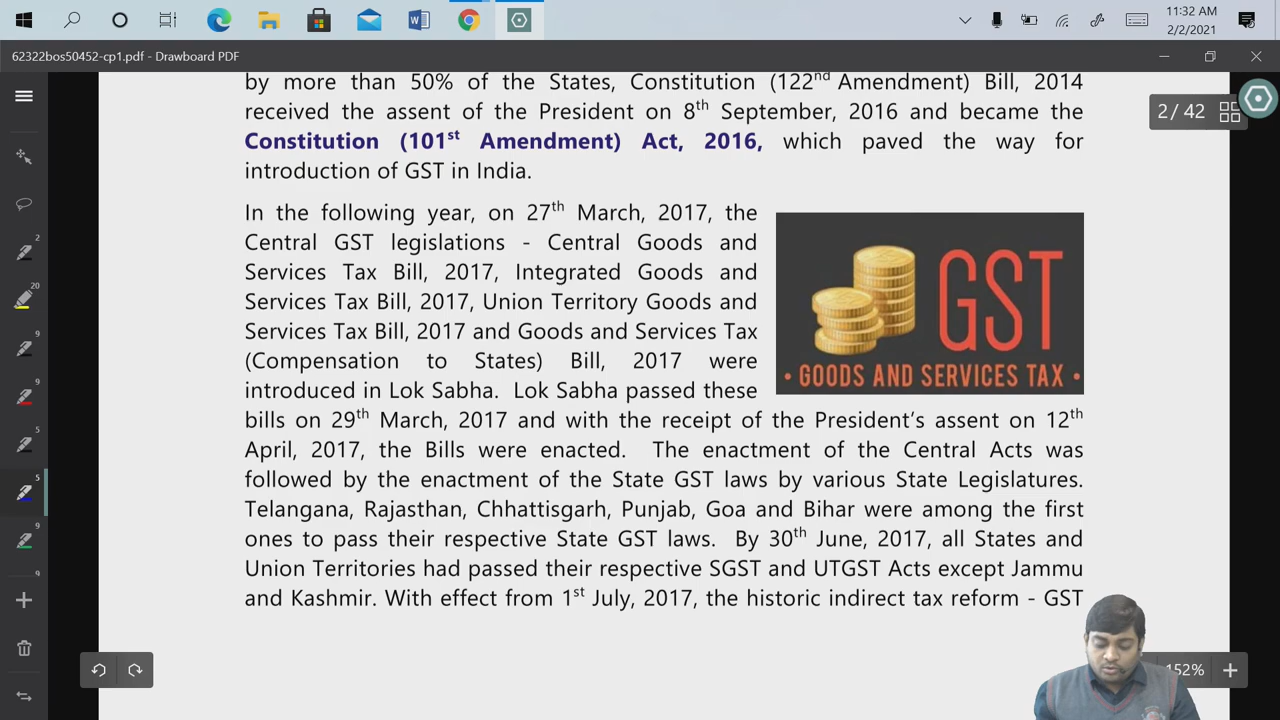 11:32 AM
2/2/2021
62322bos50452-cp1.pdf - Drawboard PDF
2 / 42
by more than 50% of the States, Constitution (122nd Amendment) Bill, 2014
received the assent of the President on 8th September, 2016 and became the
Constitution (101st Amendment) Act, 2016, which paved the way for
introduction of GST in India.
In the following year, on 27th March, 2017, the
Central GST legislations - Central Goods and
Services Tax Bill, 2017, Integrated Goods and
Services Tax Bill, 2017, Union Territory Goods and
Services Tax Bill, 2017 and Goods and Services Tax
(Compensation to States) Bill, 2017 were
introduced in Lok Sabha. Lok Sabha passed these
GST
• GOODS AND SERVICES TAX •
bills on 29th March, 2017 and with the receipt of the President's assent on 12th
April, 2017, the Bills were enacted. The enactment of the Central Acts was
followed by the enactment of the State GST laws by various State Legislatures.
Telangana, Rajasthan, Chhattisgarh, Punjab, Goa and Bihar were among the first
ones to pass their respective State GST laws. By 30th June, 2017, all States and
Union Territories had passed their respective SGST and UTGST Acts except Jammu
and Kashmir. With effect from 1st July, 2017, the historic indirect tax reform - GST
2
20
9
9
5
5
9
9
152%